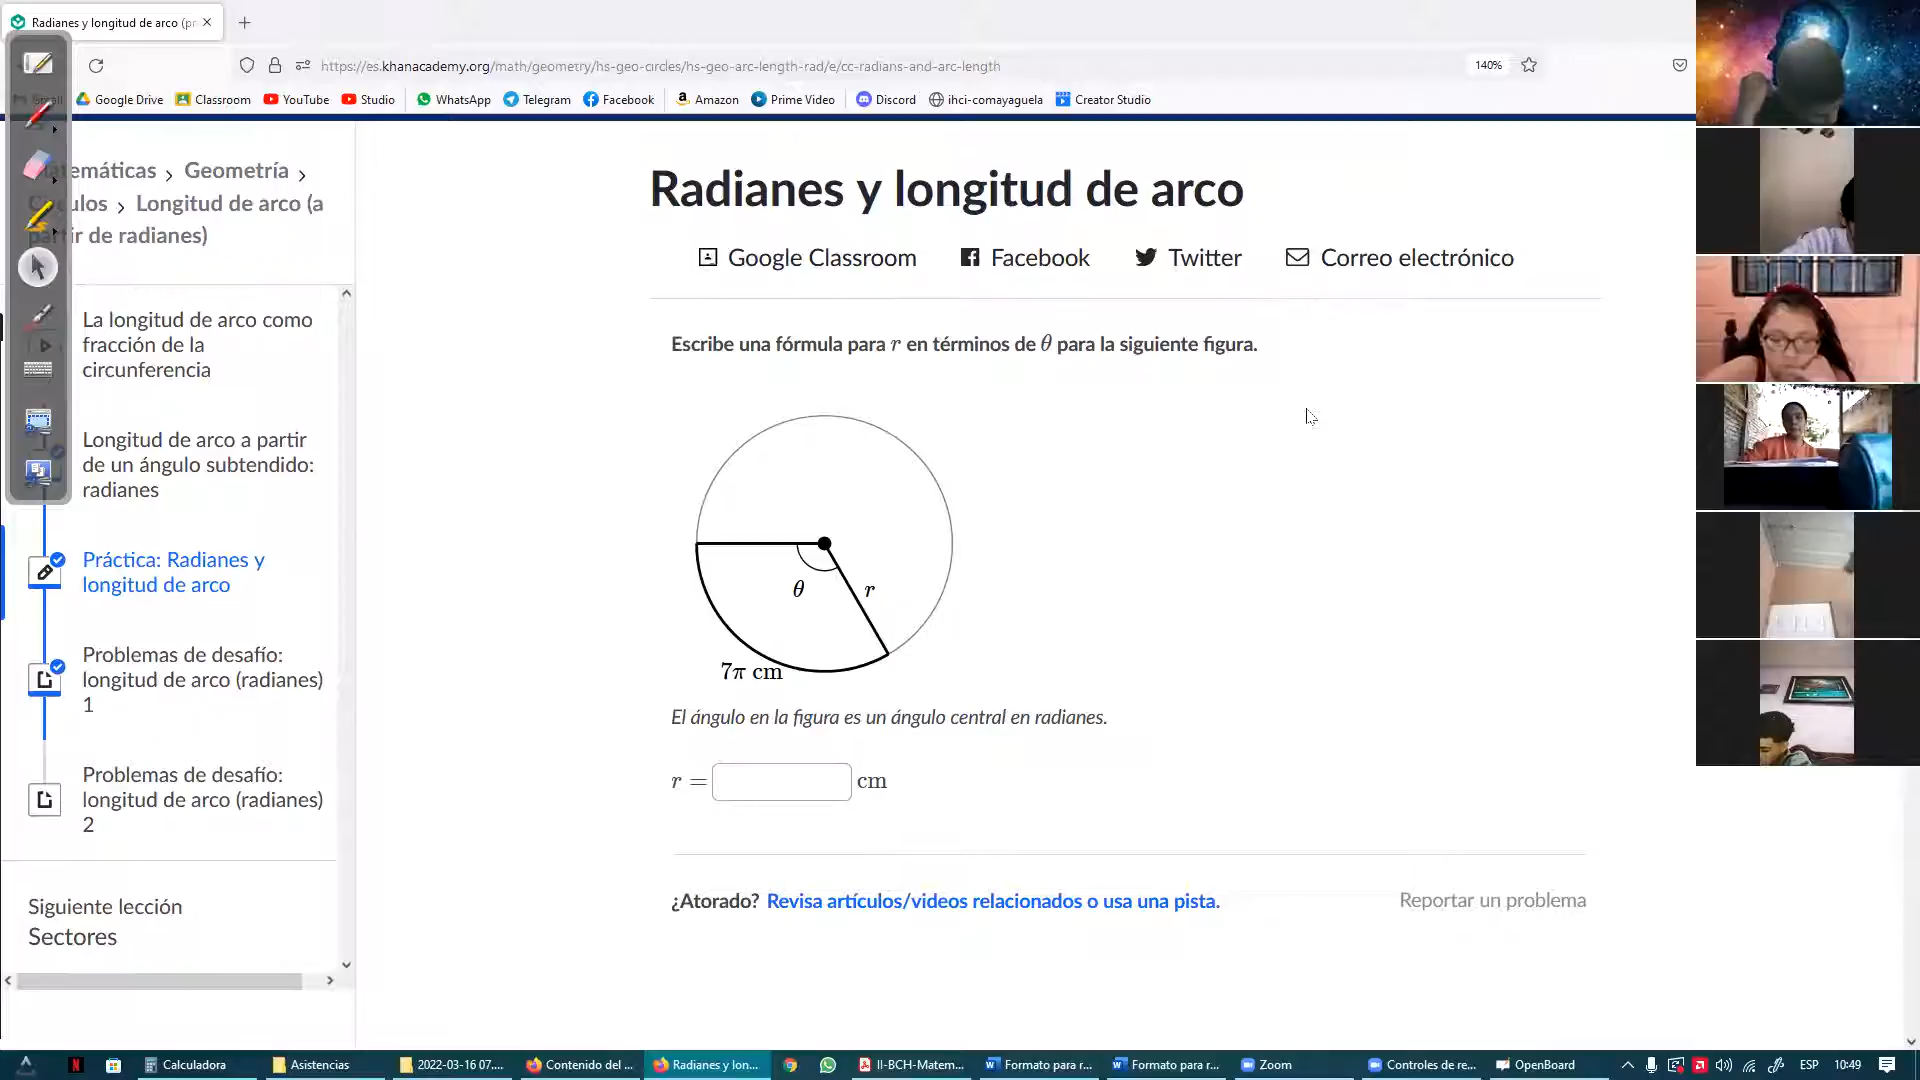 Radianes y longitud de arco (pr
https://es.khanacademy.org/math/geometry/hs-geo-circles/hs-geo-arc-length-rad/e/cc-radians-and-arc-length
140%
Gmail
Google Drive
Classroom
YouTube
Studio
WhatsApp
Telegram
Facebook
Amazon
Prime Video
Discord
ihci-comayaguela
Creator Studio
Geometría
Longitud de arco (a
partir de radianes)
La longitud de arco como
fracción de la
circunferencia
Longitud de arco a partir
de un ángulo subtendido:
radianes
Práctica: Radianes y
longitud de arco
Problemas de desafío:
longitud de arco (radianes)
1
Problemas de desafío:
longitud de arco (radianes)
2
Siguiente lección
Sectores
Radianes y longitud de arco
Google Classroom
Facebook
Twitter
Correo electrónico
Escribe una fórmula para r en términos de θ para la siguiente figura.
θ
r
7π cm
El ángulo en la figura es un ángulo central en radianes.
r = cm
¿Atorado? Revisa artículos/videos relacionados o usa una pista.
Reportar un problema
Calculadora
Asistencias
2022-03-16 07....
Contenido del ...
Radianes y lon...
II-BCH-Matem...
Formato para r...
Formato para r...
Zoom
Controles de re...
OpenBoard
ESP
10:49